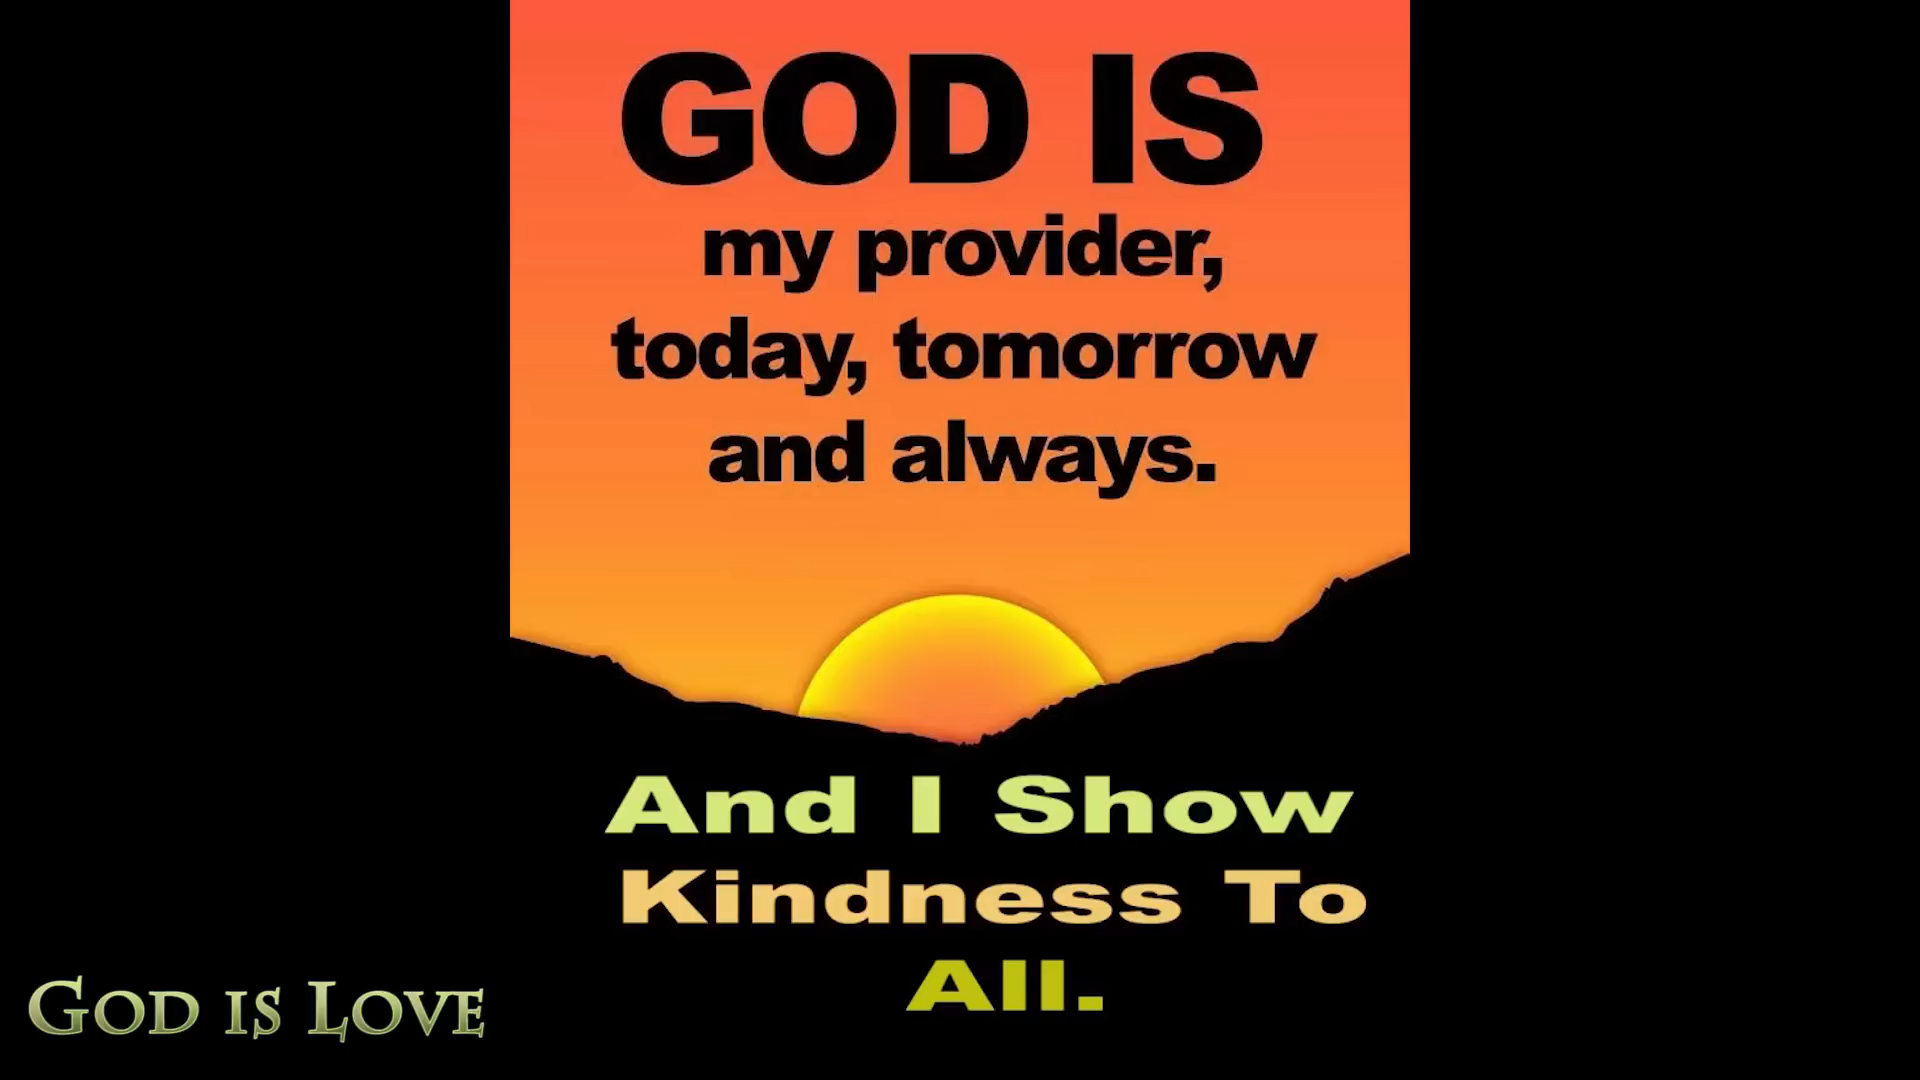 GOD IS
my provider,
today, tomorrow
and always.
And I Show
Kindness To
All.
God is Love